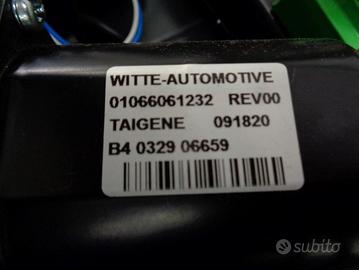 WITTE-AUTOMOTIVE
01066061232 REV00
TAIGENE 091820
B4 0329 06659
subito